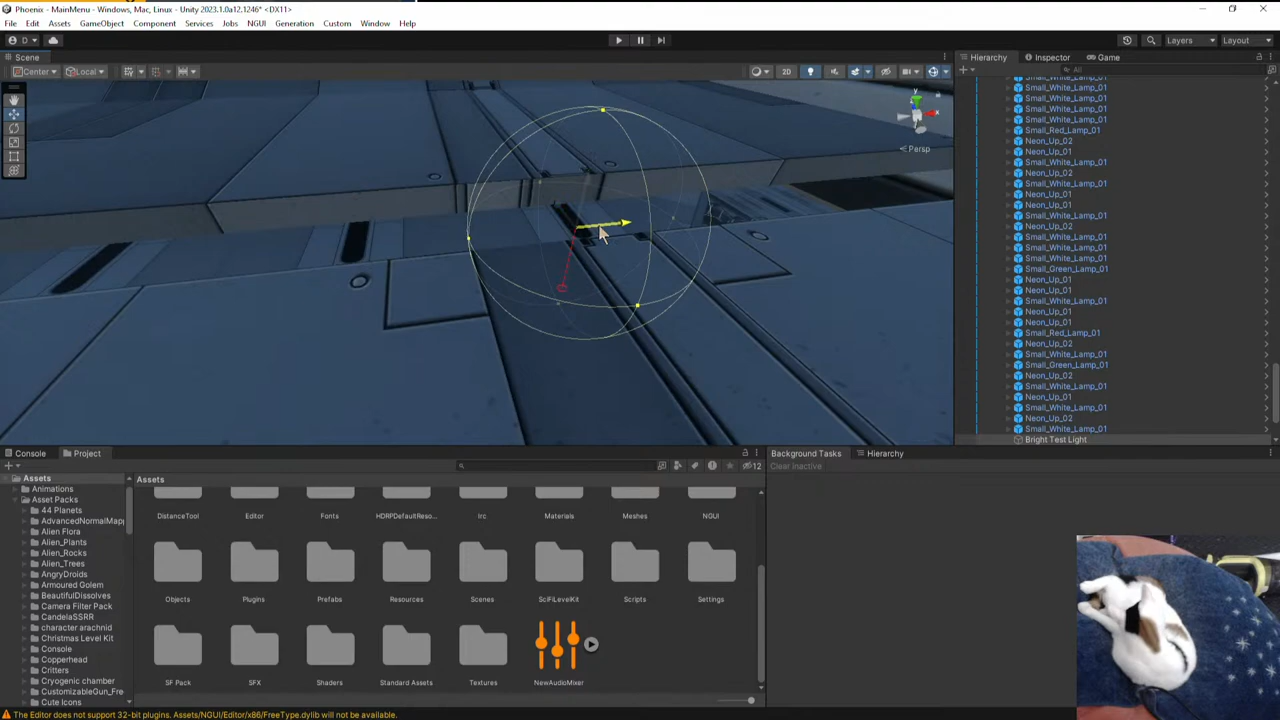 Phoenix - MainMenu - Windows, Mac, Linux - Unity 2023.1.0a12.1246* <DX11>
File Edit Assets GameObject Component Services Jobs NGUI Generation Custom Window Help
D Layers Layout
Scene
Center Local 2D
y
x
Persp
Hierarchy Inspector Game
All
Small_White_Lamp_01
Small_White_Lamp_01
Small_White_Lamp_01
Small_White_Lamp_01
Small_White_Lamp_01
Small_Red_Lamp_01
Neon_Up_02
Neon_Up_01
Small_White_Lamp_01
Neon_Up_02
Small_White_Lamp_01
Neon_Up_01
Neon_Up_01
Small_White_Lamp_01
Neon_Up_02
Small_White_Lamp_01
Small_White_Lamp_01
Small_White_Lamp_01
Small_Green_Lamp_01
Neon_Up_01
Neon_Up_01
Small_White_Lamp_01
Neon_Up_01
Neon_Up_01
Small_Red_Lamp_01
Neon_Up_02
Small_White_Lamp_01
Small_Green_Lamp_01
Neon_Up_02
Small_White_Lamp_01
Neon_Up_01
Small_White_Lamp_01
Neon_Up_02
Small_White_Lamp_01
Bright Test Light
Console Project
12
Assets
Animations
Asset Packs
44 Planets
AdvancedNormalMap
Alien Flora
Alien_Plants
Alien_Rocks
Alien_Trees
AngryDroids
Armoured Golem
BeautifulDissolves
Camera Filter Pack
CandelaSSRR
character arachnid
Christmas Level Kit
Console
Copperhead
Critters
Cryogenic chamber
CustomizableGun_Fre
Cute Icons
Assets
DistanceTool Editor Fonts HDRPDefaultReso... Irc Materials Meshes NGUI
Objects Plugins Prefabs Resources Scenes SciFiLevelKit Scripts Settings
SF Pack SFX Shaders Standard Assets Textures NewAudioMixer
Background Tasks Hierarchy
Clear inactive
The Editor does not support 32-bit plugins. Assets/NGUI/Editor/x86/FreeType.dylib will not be available.